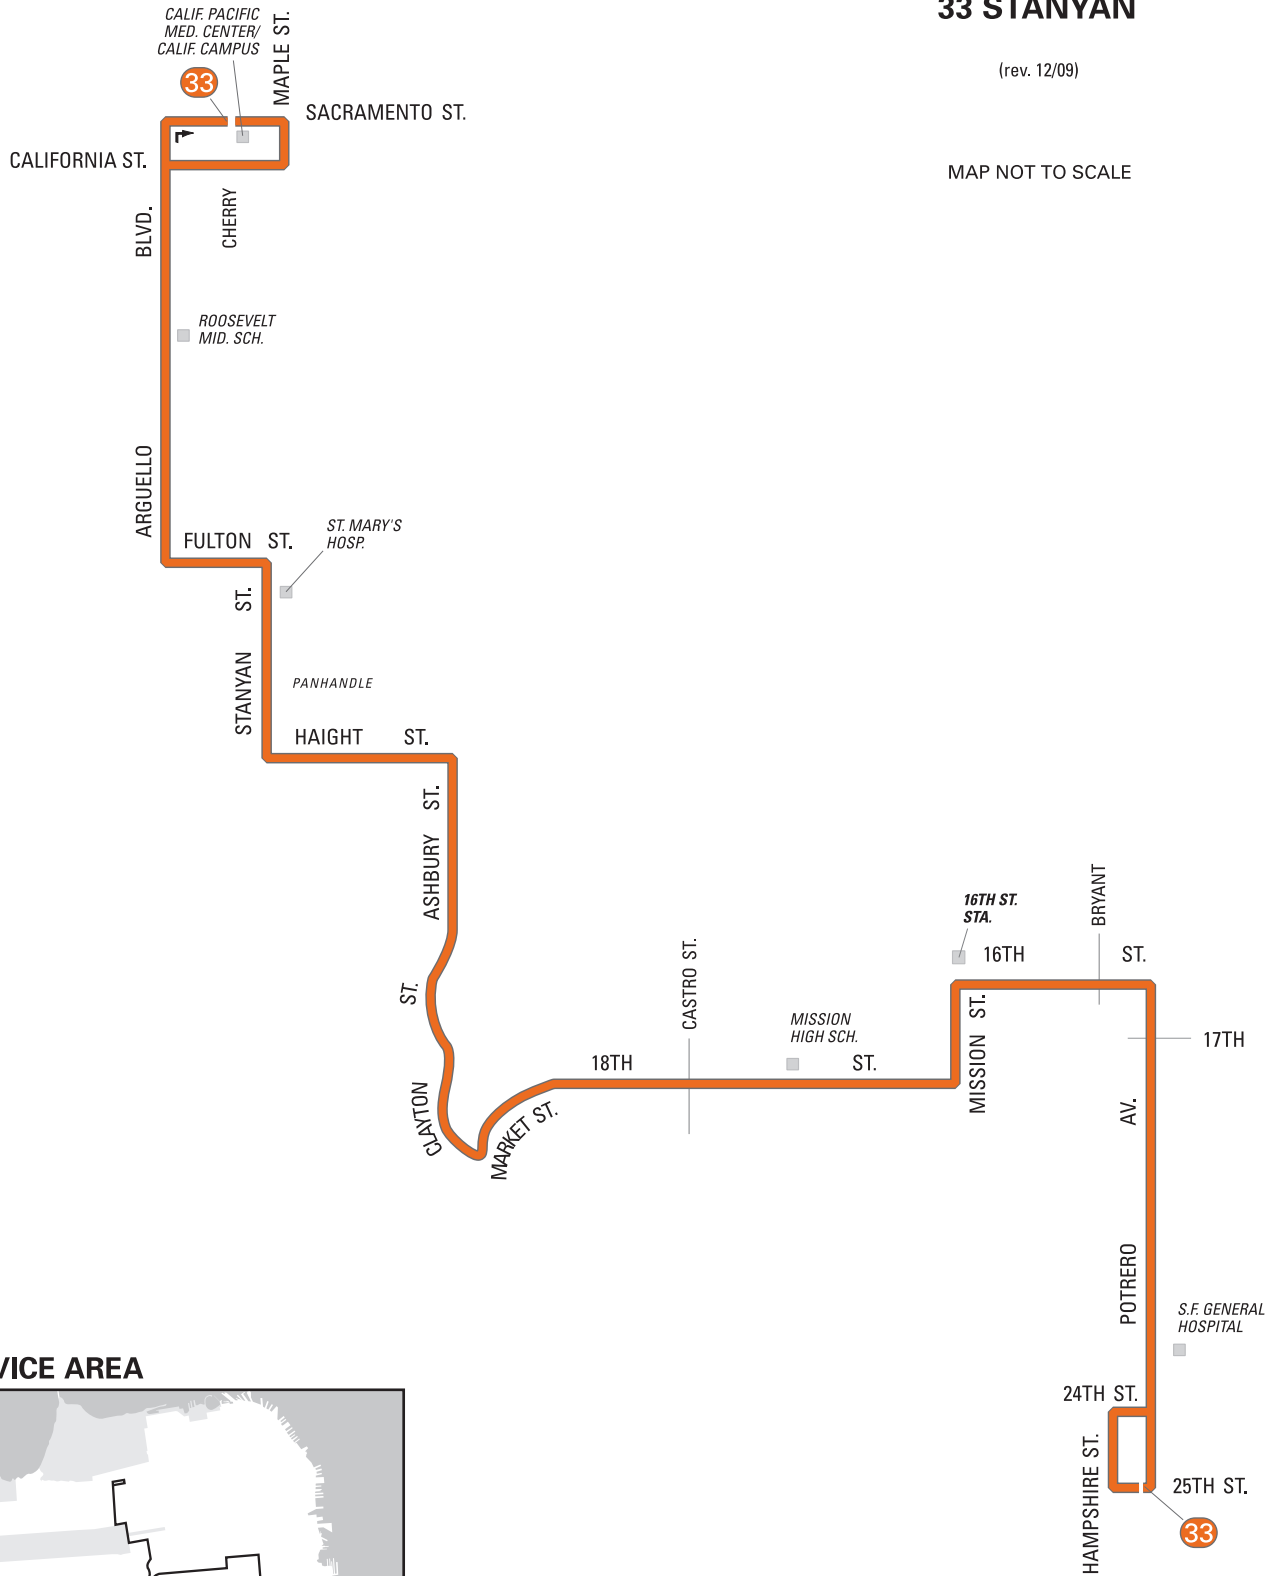 33 STANYAN
(rev. 12/09)
MAP NOT TO SCALE
CALIF. PACIFIC
MED. CENTER/
CALIF. CAMPUS
MAPLE ST.
33
SACRAMENTO ST.
CALIFORNIA ST.
CHERRY
BLVD.
ROOSEVELT
MID. SCH.
ARGUELLO
FULTON ST.
ST. MARY'S
HOSP.
ST.
STANYAN
PANHANDLE
HAIGHT ST.
ST.
ASHBURY
ST.
CLAYTON
MARKET ST.
18TH ST.
CASTRO ST.
MISSION
HIGH SCH.
16TH ST.
STA.
16TH ST.
BRYANT
MISSION ST.
17TH
AV.
POTRERO
S.F. GENERAL
HOSPITAL
24TH ST.
HAMPSHIRE ST.
25TH ST.
33
VICE AREA